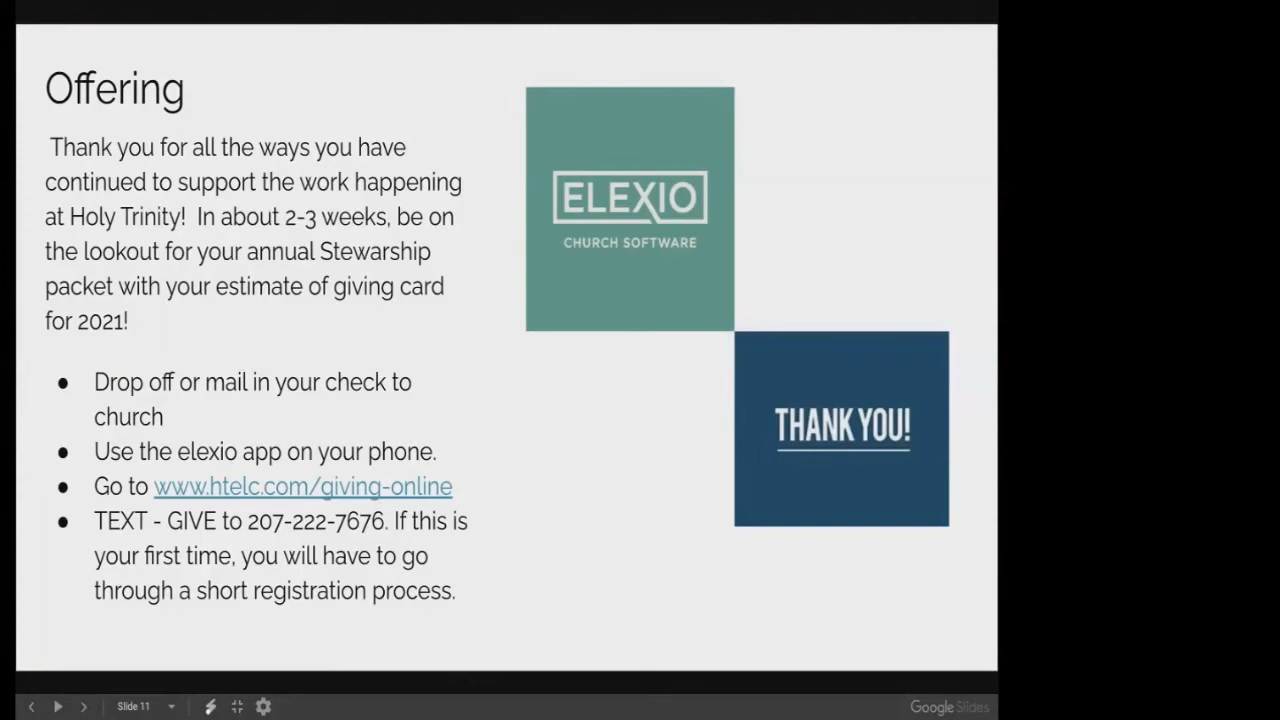 Offering
Thank you for all the ways you have
continued to support the work happening
at Holy Trinity! In about 2-3 weeks, be on
the lookout for your annual Stewarship
packet with your estimate of giving card
for 2021!
● Drop off or mail in your check to
church
● Use the elexio app on your phone.
● Go to www.htelc.com/giving-online
● TEXT - GIVE to 207-222-7676. If this is
your first time, you will have to go
through a short registration process.
ELEXIO
CHURCH SOFTWARE
THANK YOU!
Slide 11
Google Slides